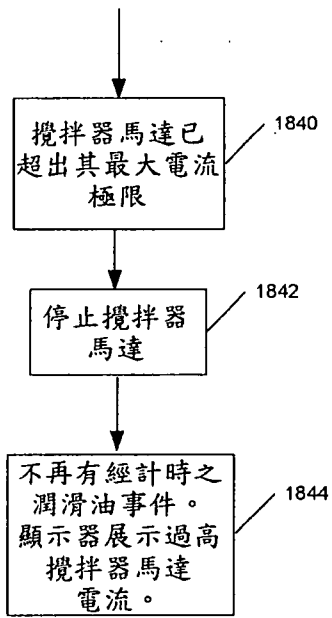 攪拌器馬達已
超出其最大電流
極限
1840
停止攪拌器
馬達
1842
不再有經計時之
潤滑油事件。
顯示器展示過高
攪拌器馬達
電流。
1844